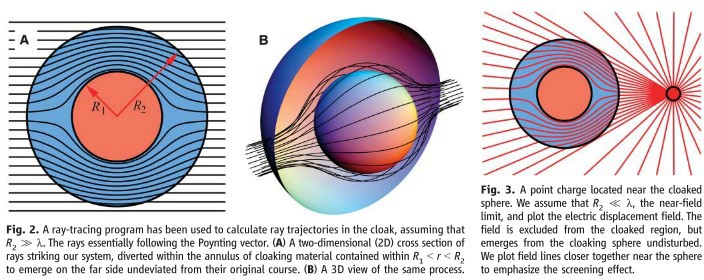 A
B
R1
R2
Fig. 2. A ray-tracing program has been used to calculate ray trajectories in the cloak, assuming that
R2 ≫ λ. The rays essentially following the Poynting vector. (A) A two-dimensional (2D) cross section of
rays striking our system, diverted within the annulus of cloaking material contained within R1 < r < R2
to emerge on the far side undeviated from their original course. (B) A 3D view of the same process.
Fig. 3. A point charge located near the cloaked
sphere. We assume that R2 ≪ λ, the near-field
limit, and plot the electric displacement field. The
field is excluded from the cloaked region, but
emerges from the cloaking sphere undisturbed.
We plot field lines closer together near the sphere
to emphasize the screening effect.